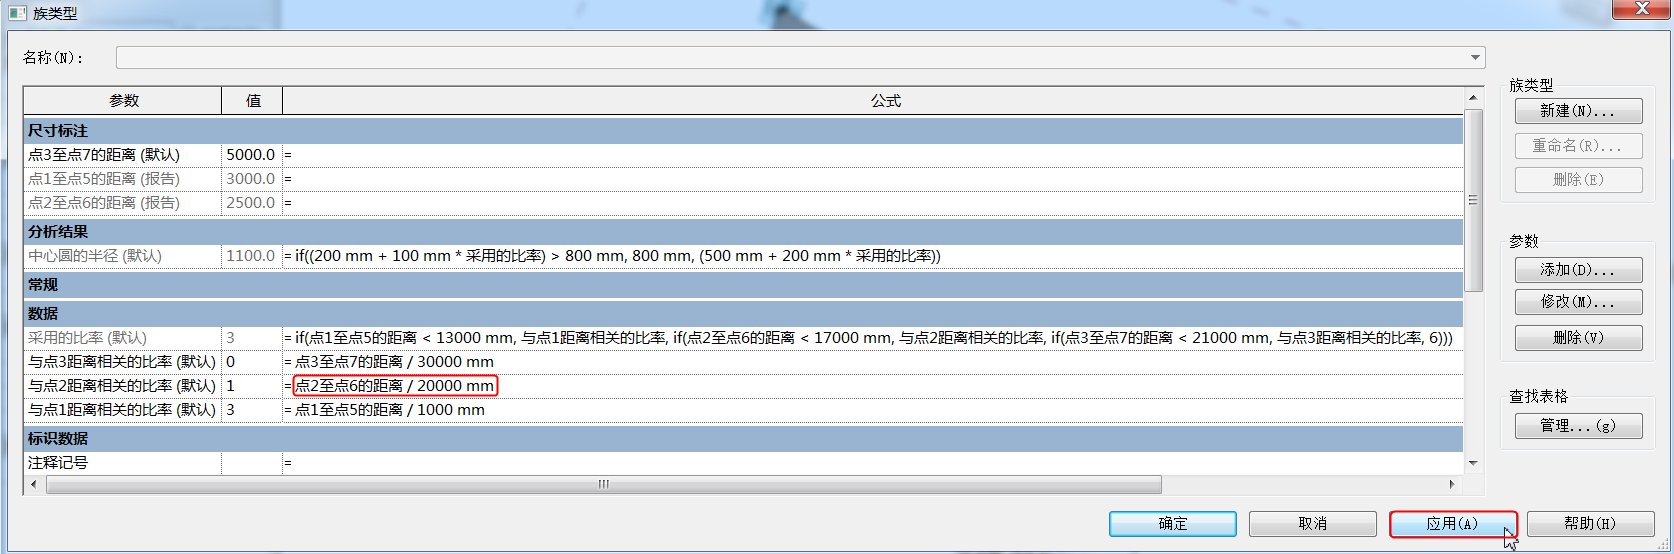 族类型
名称(N):
参数 值 公式
尺寸标注
点3至点7的距离 (默认) 5000.0 =
点1至点5的距离 (报告) 3000.0 =
点2至点6的距离 (报告) 2500.0 =
分析结果
中心圆的半径 (默认) 1100.0 = if((200 mm + 100 mm * 采用的比率) > 800 mm, 800 mm, (500 mm + 200 mm * 采用的比率))
常规
数据
采用的比率 (默认) 3 = if(点1至点5的距离 < 13000 mm, 与点1距离相关的比率, if(点2至点6的距离 < 17000 mm, 与点2距离相关的比率, if(点3至点7的距离 < 21000 mm, 与点3距离相关的比率, 6)))
与点3距离相关的比率 (默认) 0 = 点3至点7的距离 / 30000 mm
与点2距离相关的比率 (默认) 1 = 点2至点6的距离 / 20000 mm
与点1距离相关的比率 (默认) 3 = 点1至点5的距离 / 1000 mm
标识数据
注释记号 =
族类型
新建(N)...
重命名(R)...
删除(E)
参数
添加(D)...
修改(M)...
删除(V)
查找表格
管理...(g)
确定 取消 应用(A) 帮助(H)